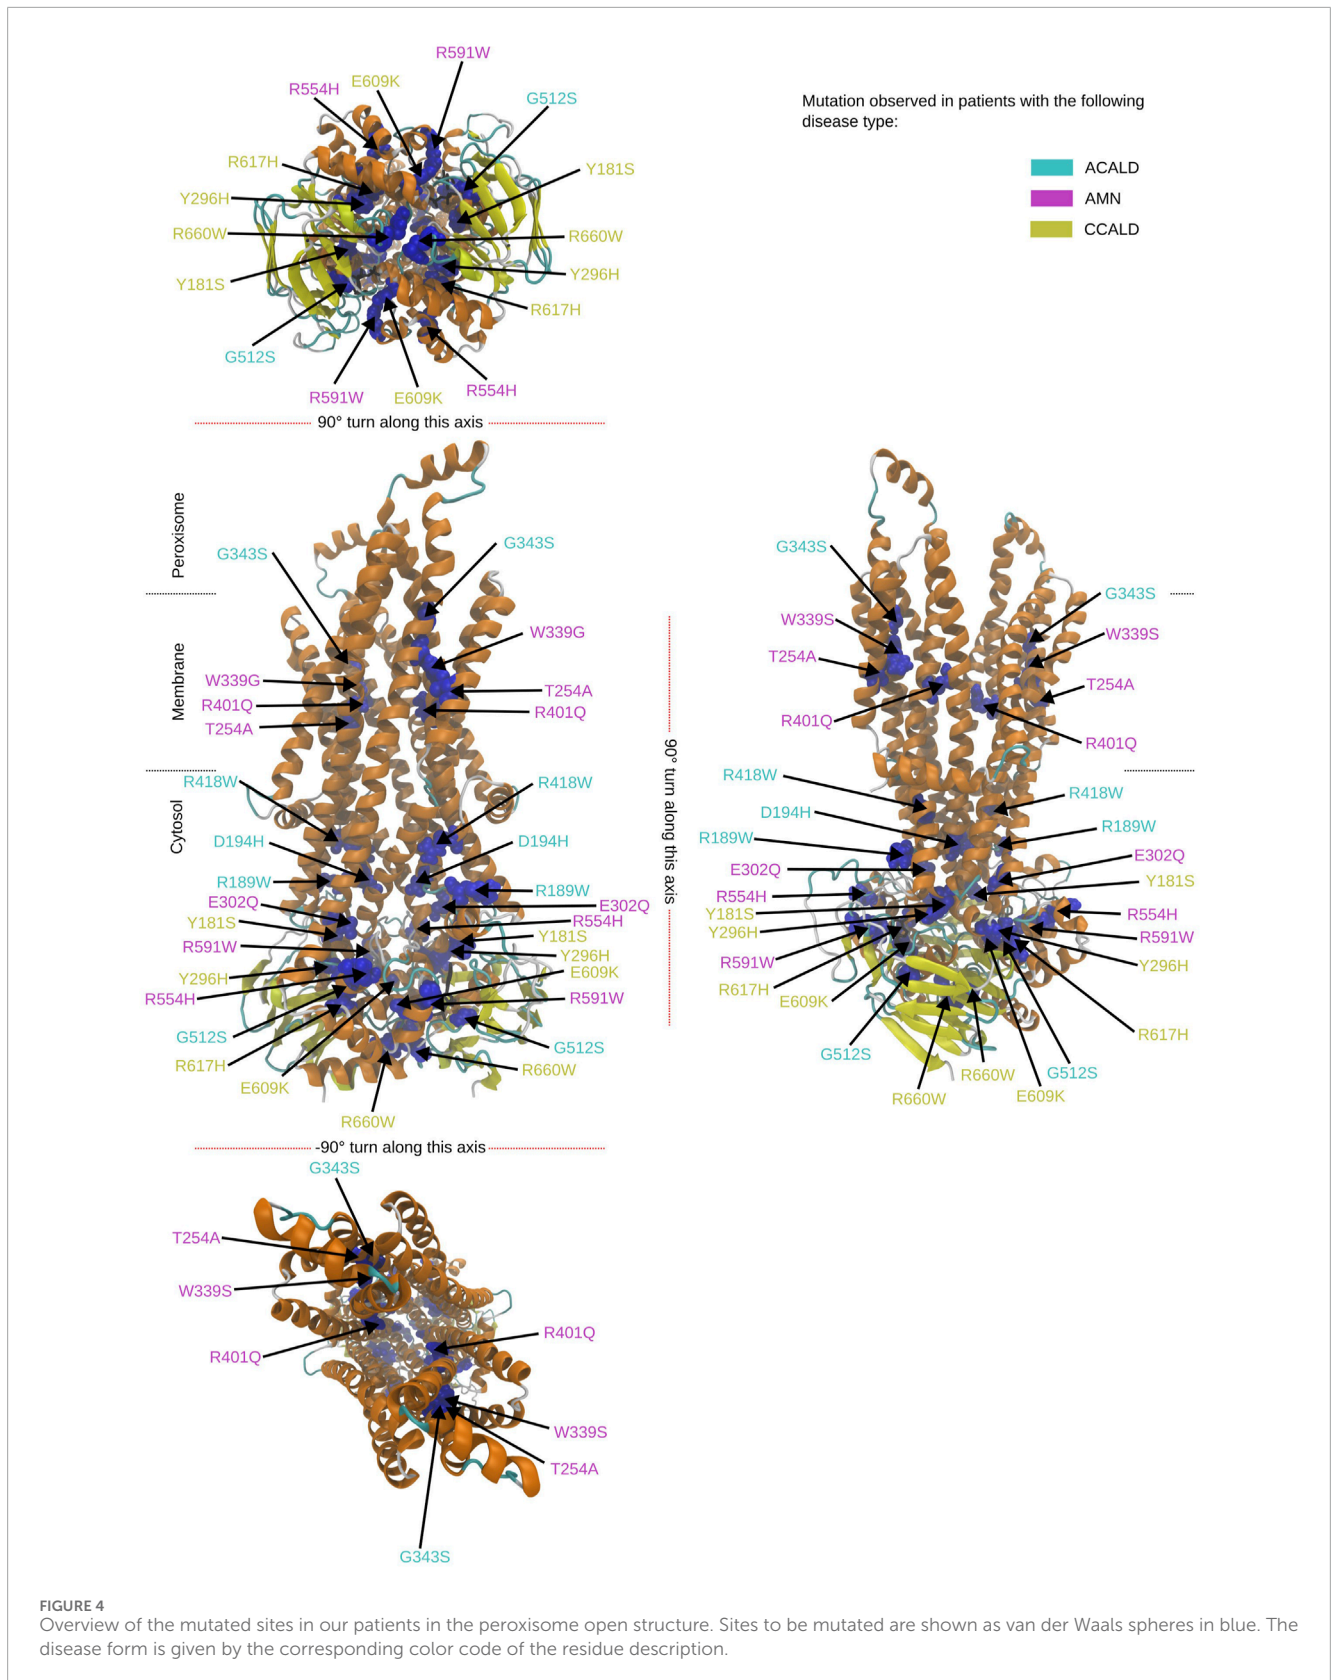 R591W
E609K
R554H
G512S
R617H
Y181S
Y296H
R660W
R660W
Y296H
Y181S
R617H
G512S
R591W
E609K
R554H
Mutation observed in patients with the following
disease type:
ACALD
AMN
CCALD
90° turn along this axis
Peroxisome
Membrane
Cytosol
G343S
G343S
W339G
W339G
T254A
R401Q
R401Q
T254A
R418W
R418W
D194H
D194H
R189W
R189W
E302Q
E302Q
Y181S
R554H
R591W
Y181S
Y296H
Y296H
E609K
R554H
R591W
G512S
G512S
R617H
R660W
E609K
R660W
90° turn along this axis
G343S
G343S
W339S
W339S
T254A
T254A
R401Q
R401Q
R418W
R418W
D194H
R189W
R189W
E302Q
E302Q
Y181S
R554H
Y181S
R554H
Y296H
R591W
R591W
Y296H
R617H
E609K
R617H
G512S
G512S
R660W
R660W
E609K
-90° turn along this axis
G343S
T254A
W339S
R401Q
R401Q
W339S
T254A
G343S
FIGURE 4
Overview of the mutated sites in our patients in the peroxisome open structure. Sites to be mutated are shown as van der Waals spheres in blue. The
disease form is given by the corresponding color code of the residue description.